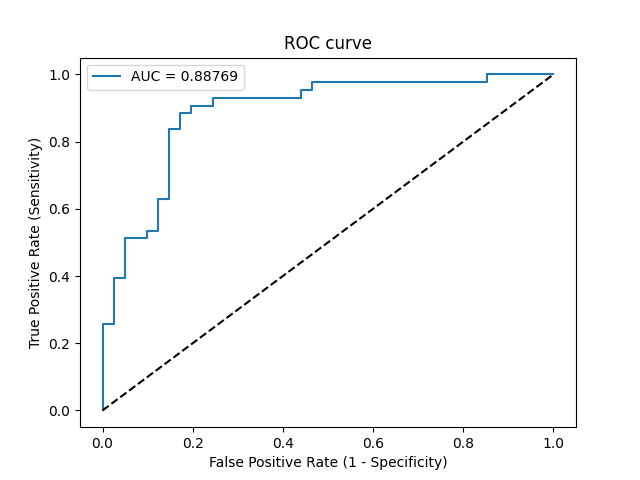 ROC curve
AUC = 0.88769
True Positive Rate (Sensitivity)
1.0
0.8
0.6
0.4
0.2
0.0
0.0 0.2 0.4 0.6 0.8 1.0
False Positive Rate (1 - Specificity)